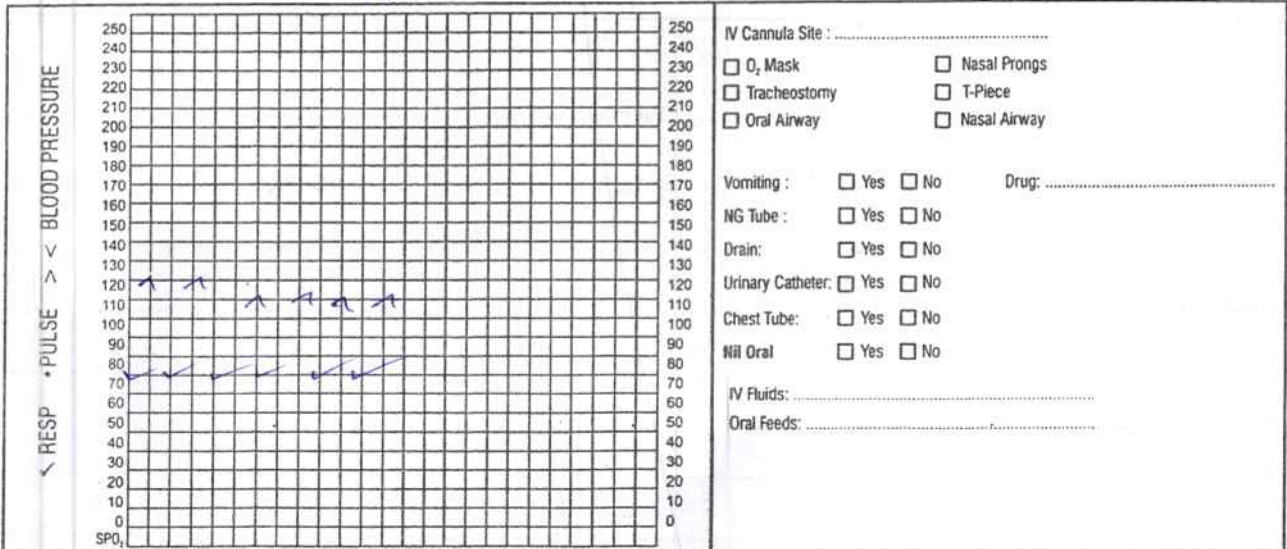 ✓ RESP • PULSE > < BLOOD PRESSURE
250 250
240 240
230 230
220 220
210 210
200 200
190 190
180 180
170 170
160 160
150 150
140 140
130 130
120 120
110 110
100 100
90 90
80 80
70 70
60 60
50 50
40 40
30 30
20 20
10 10
0 0
SPO₂
IV Cannula Site : ......................................................
☐ O₂ Mask ☐ Nasal Prongs
☐ Tracheostomy ☐ T-Piece
☐ Oral Airway ☐ Nasal Airway
Vomiting : ☐ Yes ☐ No Drug: ..........................................................
NG Tube : ☐ Yes ☐ No
Drain: ☐ Yes ☐ No
Urinary Catheter: ☐ Yes ☐ No
Chest Tube: ☐ Yes ☐ No
Nil Oral ☐ Yes ☐ No
IV Fluids: ............................................................................
Oral Feeds: .........................................................................